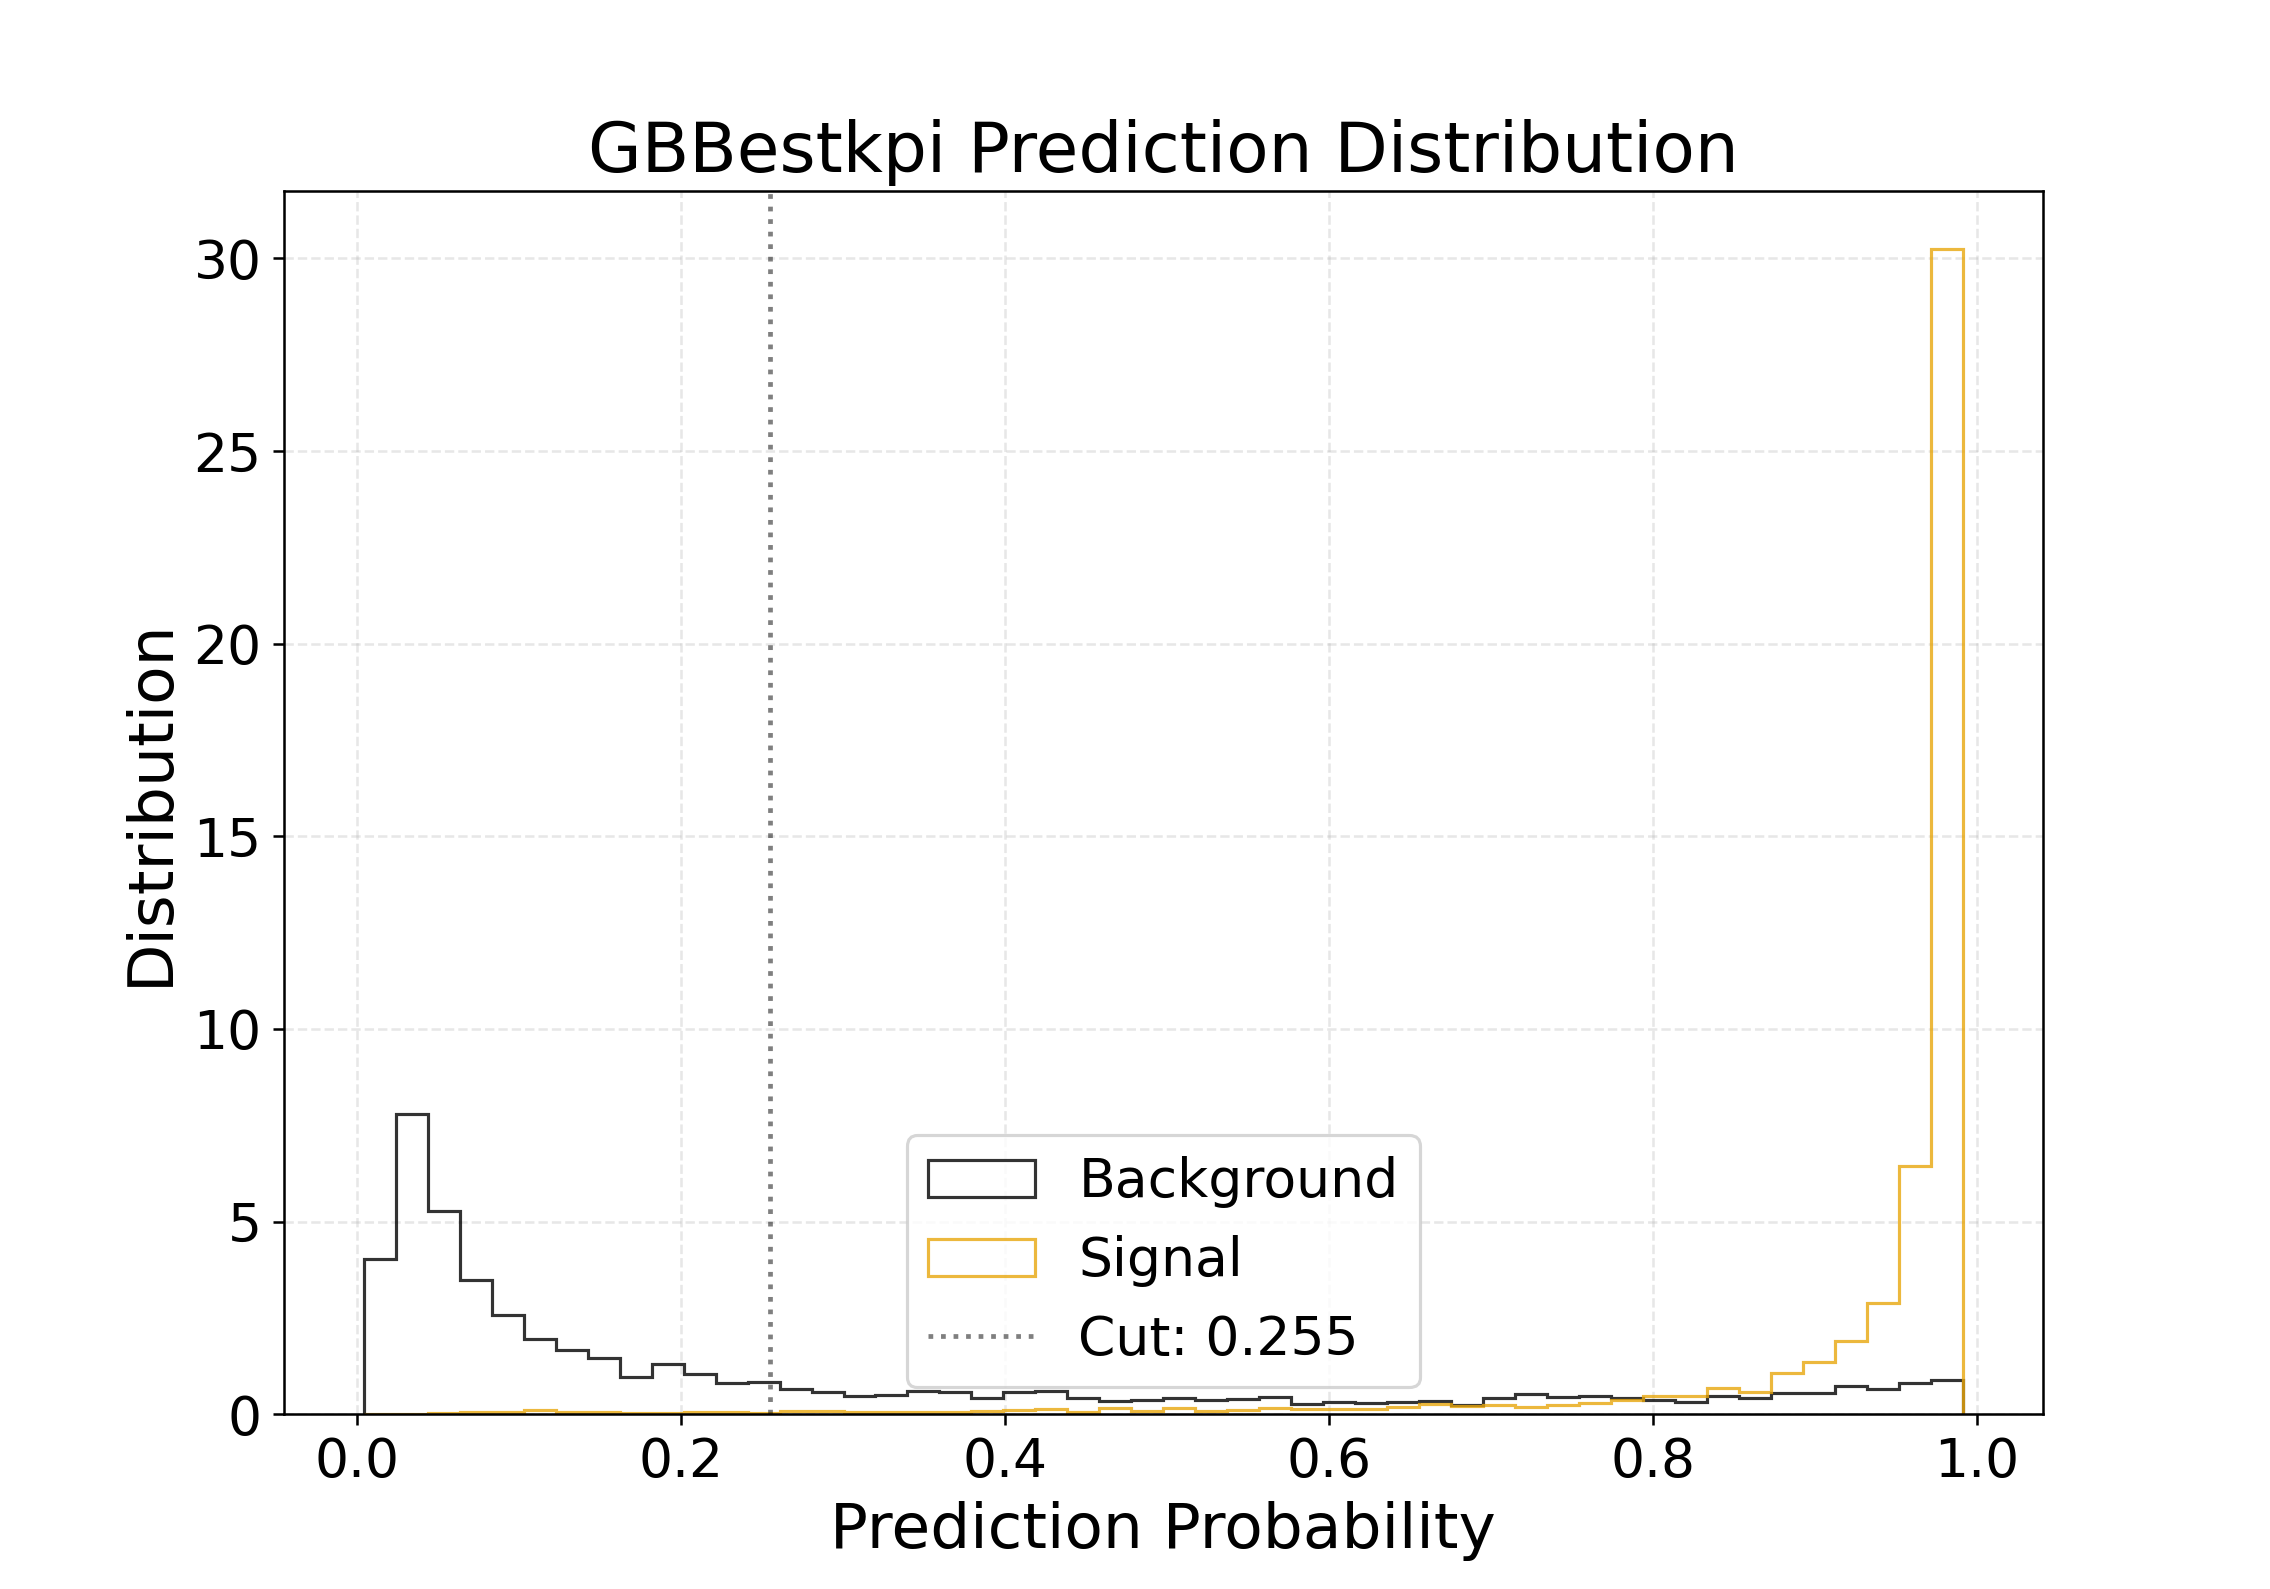 GBBestkpi Prediction Distribution
Distribution
30
25
20
15
10
5
0
Background
Signal
Cut: 0.255
0.0 0.2 0.4 0.6 0.8 1.0
Prediction Probability